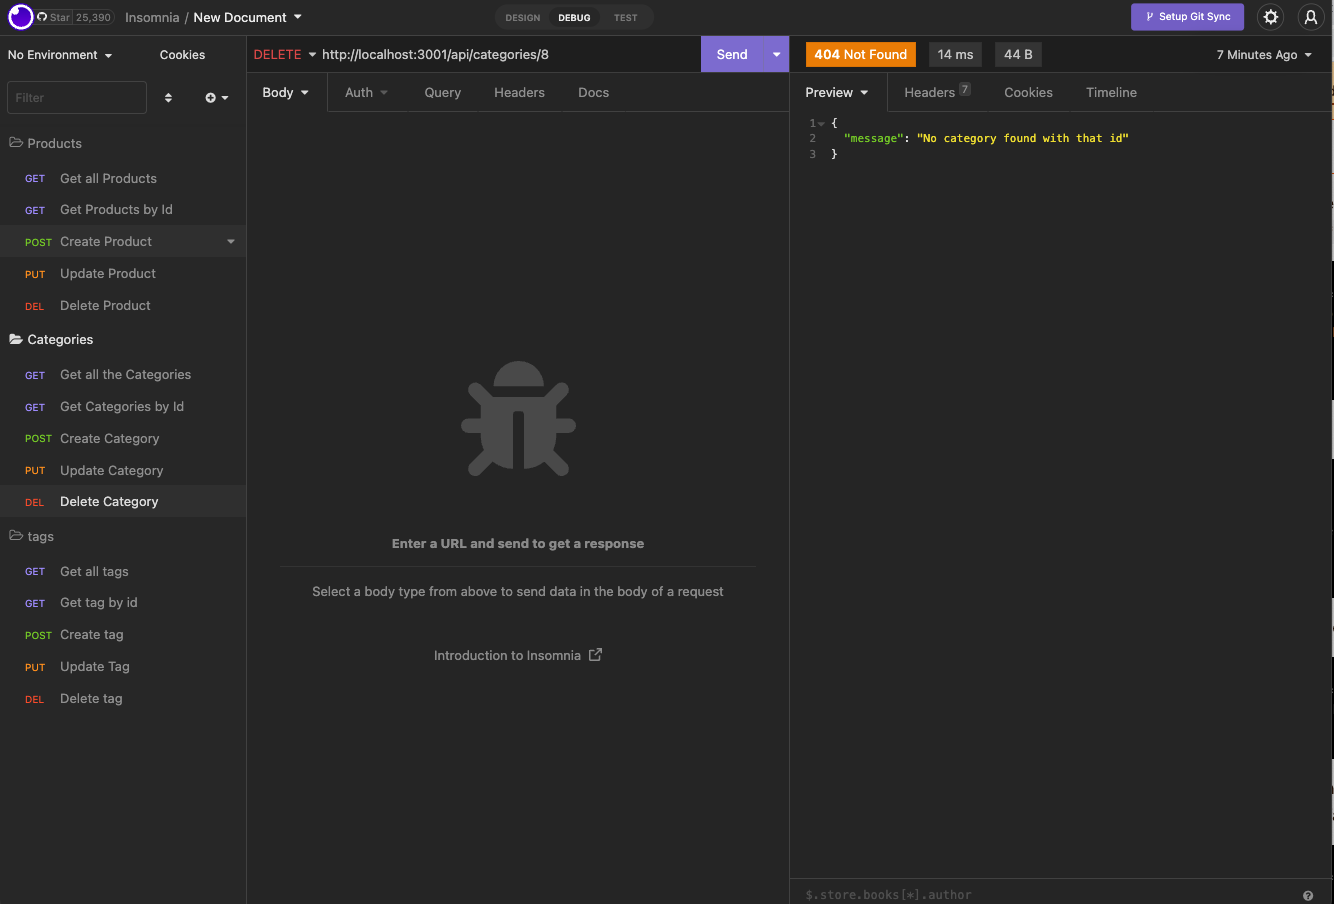 Star 25,390 Insomnia / New Document DESIGN DEBUG TEST Setup Git Sync
No Environment Cookies
DELETE http://localhost:3001/api/categories/8 Send
404 Not Found 14 ms 44 B 7 Minutes Ago
Filter
Products
GET Get all Products
GET Get Products by Id
POST Create Product
PUT Update Product
DEL Delete Product
Categories
GET Get all the Categories
GET Get Categories by Id
POST Create Category
PUT Update Category
DEL Delete Category
tags
GET Get all tags
GET Get tag by id
POST Create tag
PUT Update Tag
DEL Delete tag
Body Auth Query Headers Docs
Enter a URL and send to get a response
Select a body type from above to send data in the body of a request
Introduction to Insomnia
Preview Headers 7 Cookies Timeline
1 {
2 "message": "No category found with that id"
3 }
$.store.books[*].author